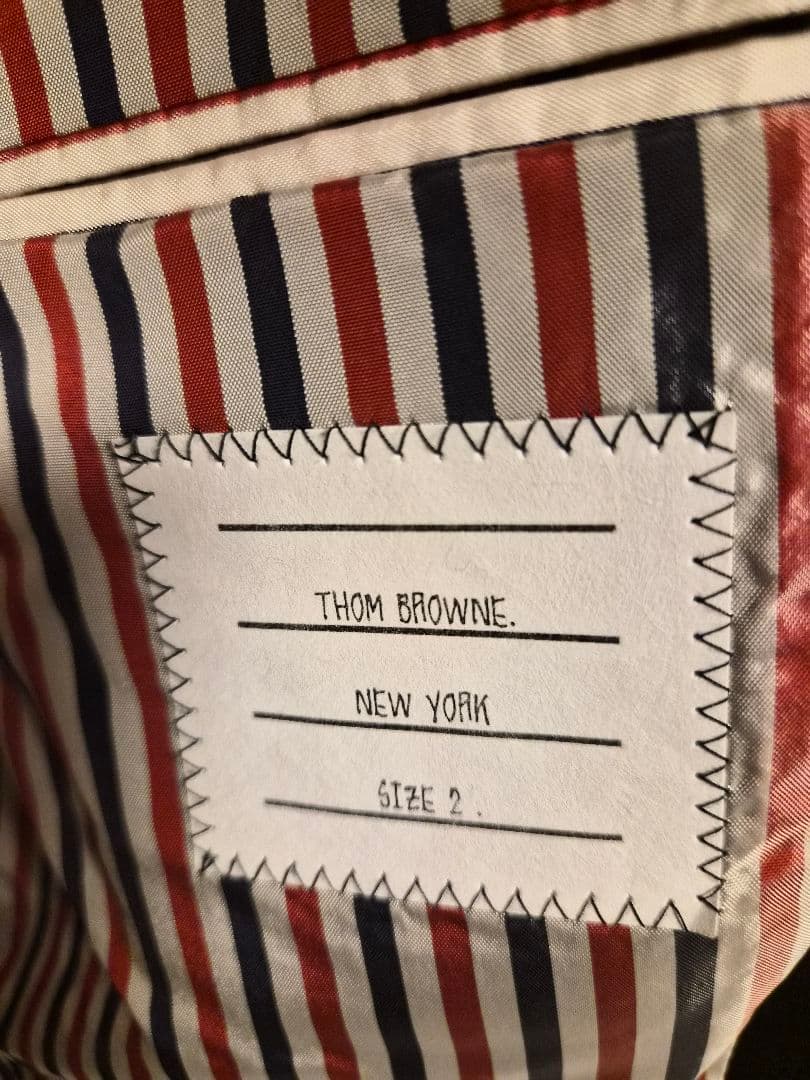 THOM BROWNE.
NEW YORK
SIZE 2.